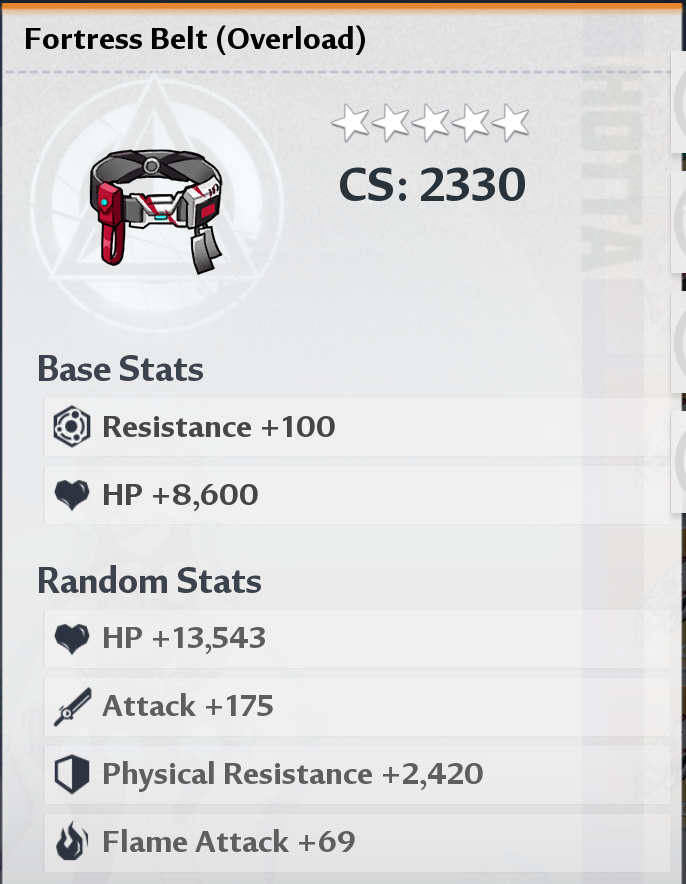 Fortress Belt (Overload)
CS: 2330
HOTTA
Base Stats
Resistance +100
HP +8,600
Random Stats
HP +13,543
Attack +175
Physical Resistance +2,420
Flame Attack +69